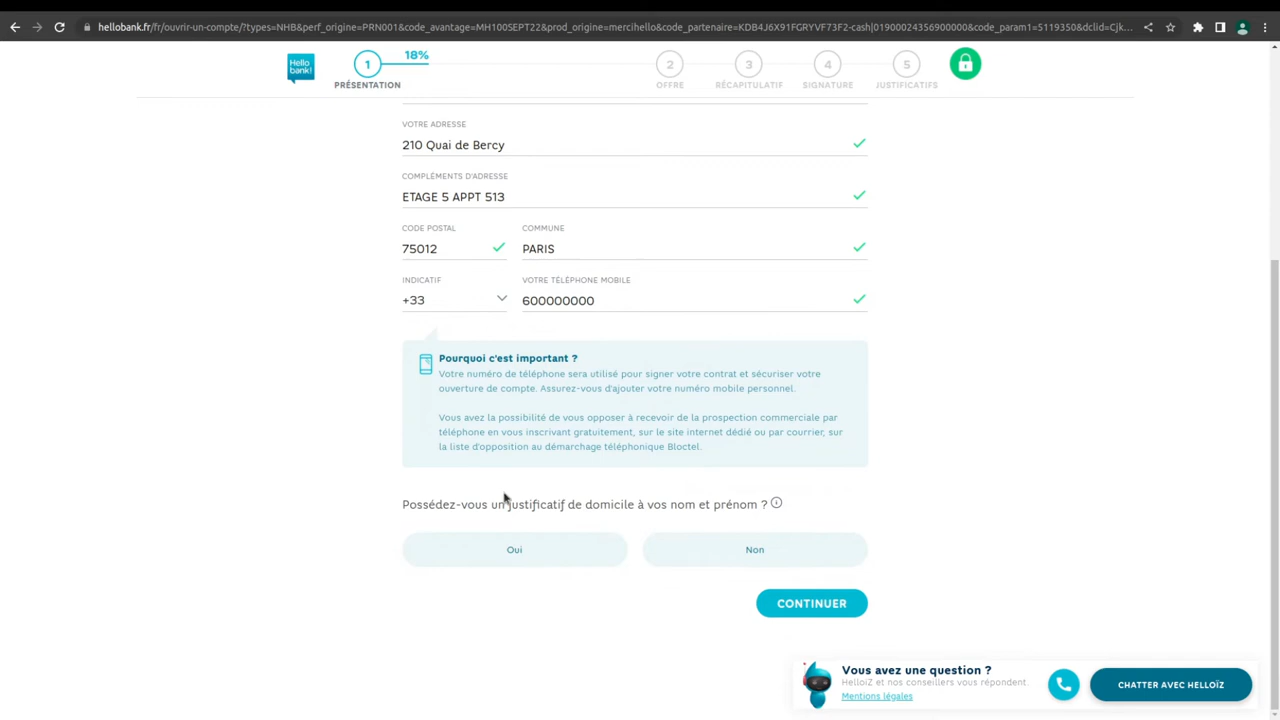 hellobank.fr/fr/ouvrir-un-compte/?types=NHB&perf_origine=PRN001&code_avantage=MH100SEPT22&prod_origine=mercihello&code_partenaire=KDB4J6X91FGRYVF73F2-cash|01900024356900000&code_param1=5119350&dclid=Cjk...
Hello
bank!
1
18%
2
3
4
5
PRÉSENTATION
OFFRE
RÉCAPITULATIF
SIGNATURE
JUSTIFICATIFS
VOTRE ADRESSE
210 Quai de Bercy
COMPLÉMENTS D'ADRESSE
ETAGE 5 APPT 513
CODE POSTAL
COMMUNE
75012
PARIS
INDICATIF
VOTRE TÉLÉPHONE MOBILE
+33
600000000
Pourquoi c'est important ?
Votre numéro de téléphone sera utilisé pour signer votre contrat et sécuriser votre
ouverture de compte. Assurez-vous d'ajouter votre numéro mobile personnel.
Vous avez la possibilité de vous opposer à recevoir de la prospection commerciale par
téléphone en vous inscrivant gratuitement, sur le site internet dédié ou par courrier, sur
la liste d'opposition au démarchage téléphonique Bloctel.
Possédez-vous un justificatif de domicile à vos nom et prénom ?
Oui
Non
CONTINUER
Vous avez une question ?
HelloïZ et nos conseillers vous répondent.
Mentions légales
CHATTER AVEC HELLOÏZ